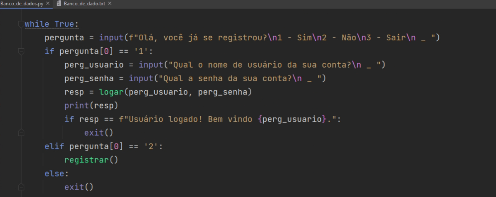 Banco de dados.py × Banco de dado.txt ×
while True:
    pergunta = input(f"Olá, você já se registrou?\n1 - Sim\n2 - Não\n3 - Sair\n _ ")
    if pergunta[0] == '1':
        perg_usuario = input("Qual o nome de usuário da sua conta?\n _ ")
        perg_senha = input("Qual a senha da sua conta?\n _ ")
        resp = logar(perg_usuario, perg_senha)
        print(resp)
        if resp == f"Usuário logado! Bem vindo {perg_usuario}.":
            exit()
    elif pergunta[0] == '2':
        registrar()
    else:
        exit()